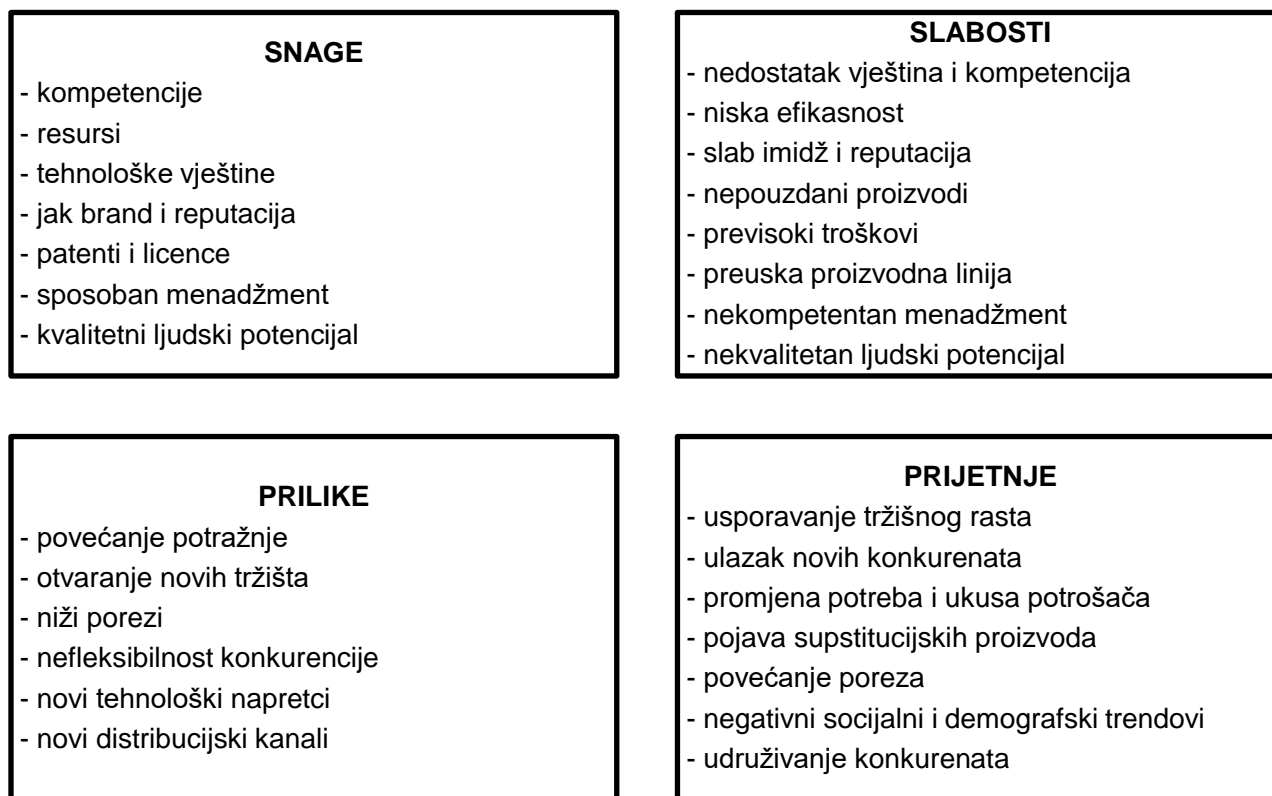 SNAGE
- kompetencije
- resursi
- tehnološke vještine
- jak brand i reputacija
- patenti i licence
- sposoban menadžment
- kvalitetni ljudski potencijal
SLABOSTI
- nedostatak vještina i kompetencija
- niska efikasnost
- slab imidž i reputacija
- nepouzdani proizvodi
- previsoki troškovi
- preuska proizvodna linija
- nekompetentan menadžment
- nekvalitetan ljudski potencijal
PRILIKE
- povećanje potražnje
- otvaranje novih tržišta
- niži porezi
- nefleksibilnost konkurencije
- novi tehnološki napretci
- novi distribucijski kanali
PRIJETNJE
- usporavanje tržišnog rasta
- ulazak novih konkurenata
- promjena potreba i ukusa potrošača
- pojava supstitucijskih proizvoda
- povećanje poreza
- negativni socijalni i demografski trendovi
- udruživanje konkurenata